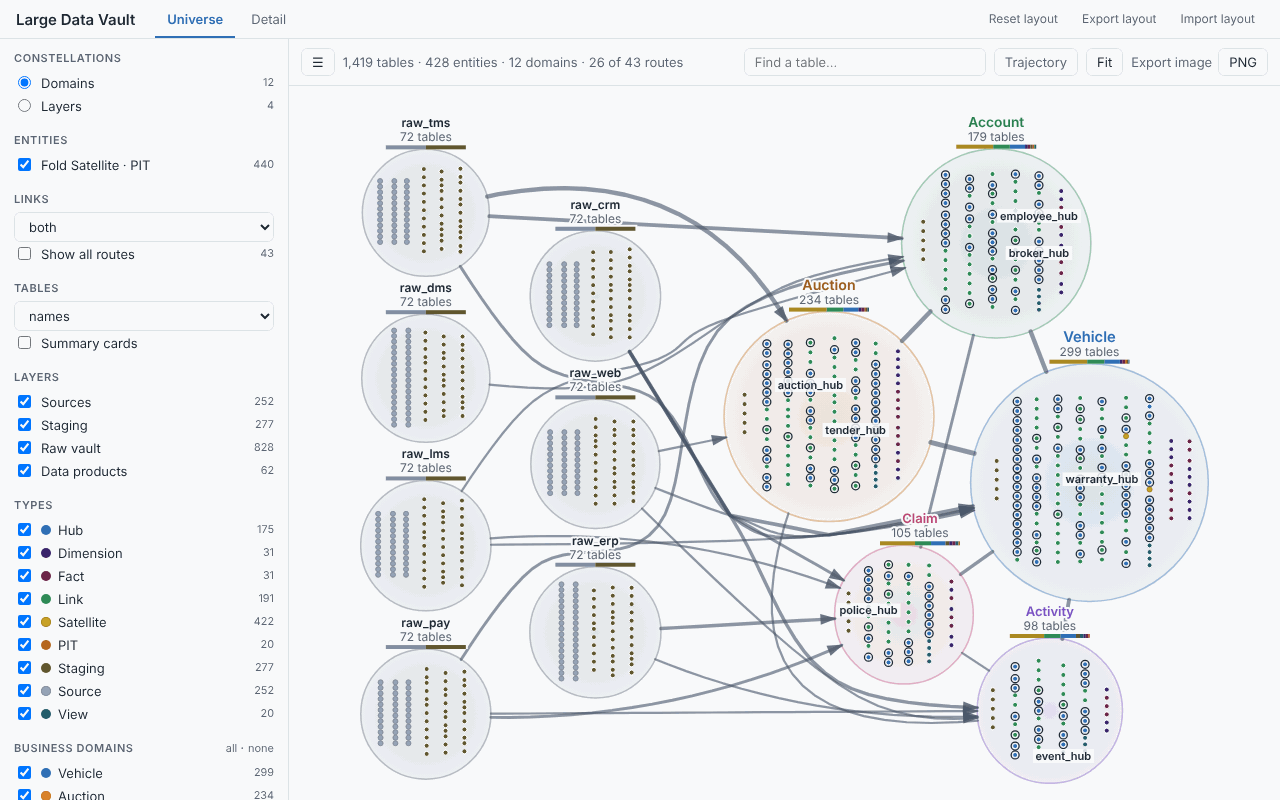 Large Data Vault
Universe
Detail
Reset layout
Export layout
Import layout
CONSTELLATIONS
Domains 12
Layers 4
ENTITIES
Fold Satellite · PIT 440
LINKS
both
Show all routes 43
TABLES
names
Summary cards
LAYERS
Sources 252
Staging 277
Raw vault 828
Data products 62
TYPES
Hub 175
Dimension 31
Fact 31
Link 191
Satellite 422
PIT 20
Staging 277
Source 252
View 20
BUSINESS DOMAINS all · none
Vehicle 299
Auction 234
☰
1,419 tables · 428 entities · 12 domains · 26 of 43 routes
Find a table...
Trajectory
Fit
Export image
PNG
raw_tms
72 tables
raw_crm
72 tables
raw_dms
72 tables
raw_web
72 tables
raw_lms
72 tables
raw_erp
72 tables
raw_pay
72 tables
Account
179 tables
employee_hub
broker_hub
Auction
234 tables
auction_hub
tender_hub
Vehicle
299 tables
warranty_hub
Claim
105 tables
police_hub
Activity
98 tables
event_hub